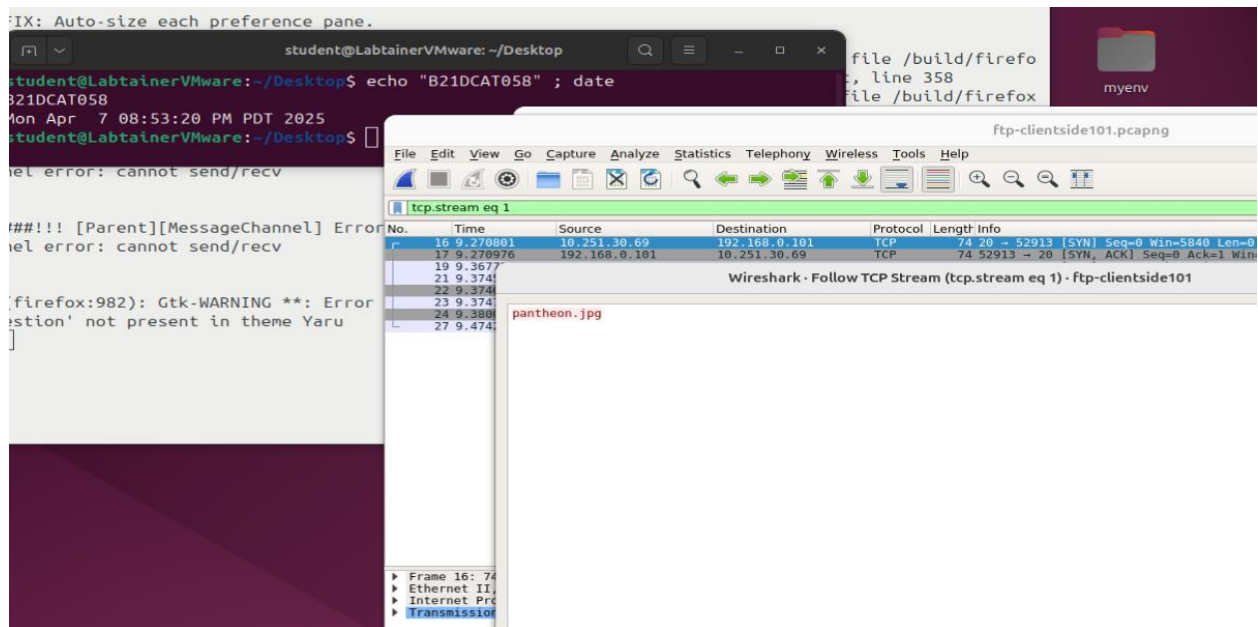 FIX: Auto-size each preference pane.
student@LabtainerVMware: ~/Desktop
student@LabtainerVMware:~/Desktop$ echo "B21DCAT058" ; date
B21DCAT058
Mon Apr 7 08:53:20 PM PDT 2025
student@LabtainerVMware:~/Desktop$
file /build/firefo
, line 358
file /build/firefox
myenv
nel error: cannot send/recv
###!!! [Parent][MessageChannel] Error
nel error: cannot send/recv
(firefox:982): Gtk-WARNING **: Error
estion' not present in theme Yaru
ftp-clientside101.pcapng
File Edit View Go Capture Analyze Statistics Telephony Wireless Tools Help
tcp.stream eq 1
No. Time Source Destination Protocol Length Info
16 9.270801 10.251.30.69 192.168.0.101 TCP 74 20 → 52913 [SYN] Seq=0 Win=5840 Len=0
17 9.270976 192.168.0.101 10.251.30.69 TCP 74 52913 → 20 [SYN, ACK] Seq=0 Ack=1 Win=
19 9.3677
21 9.3745
22 9.3746
23 9.3747
24 9.3800
27 9.4742
Wireshark · Follow TCP Stream (tcp.stream eq 1) · ftp-clientside101
pantheon.jpg
Frame 16: 74
Ethernet II,
Internet Pro
Transmission